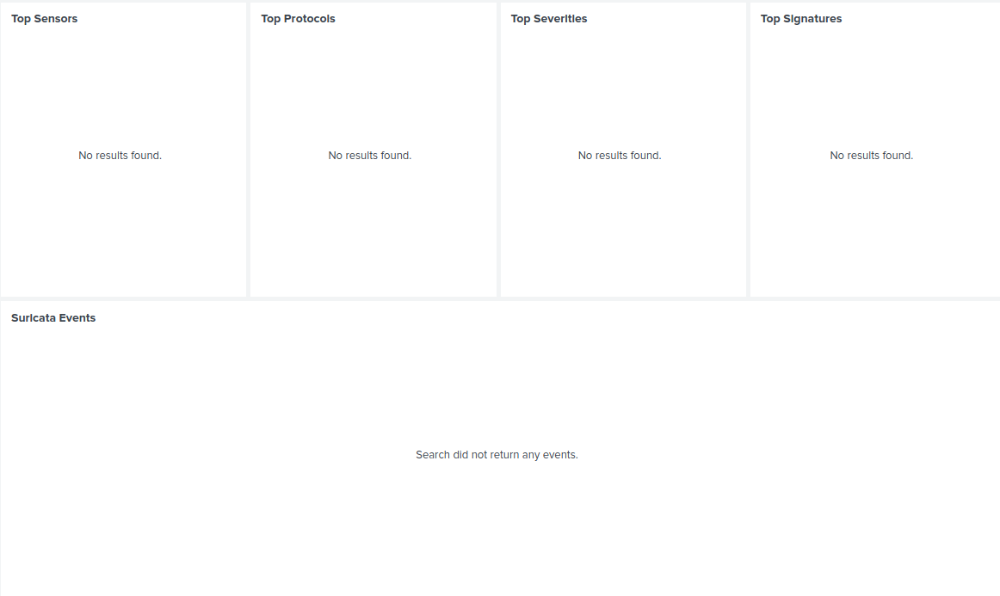 Top Sensors
Top Protocols
Top Severities
Top Signatures
No results found.
No results found.
No results found.
No results found.
Suricata Events
Search did not return any events.